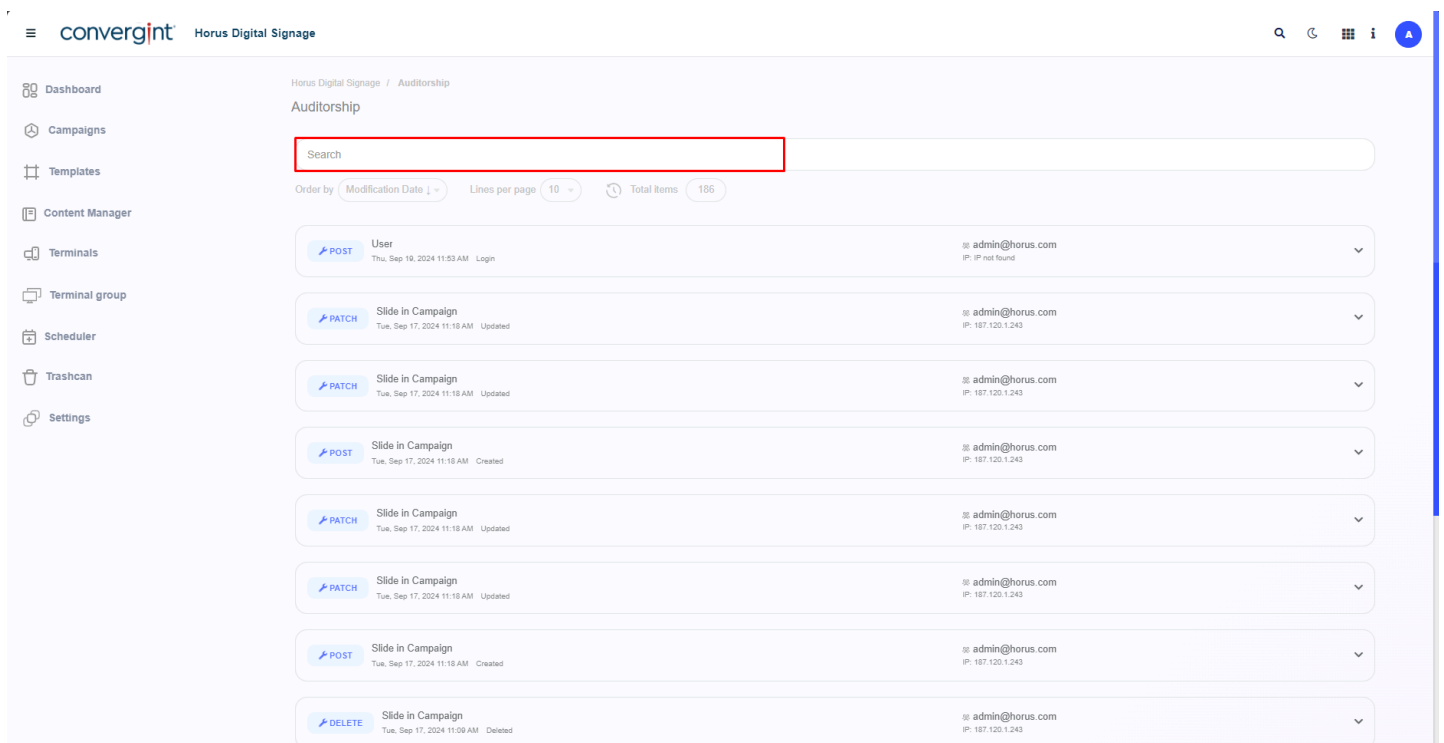 convergint Horus Digital Signage
i A
Dashboard
Campaigns
Templates
Content Manager
Terminals
Terminal group
Scheduler
Trashcan
Settings
Horus Digital Signage / Auditorship
Auditorship
Search
Order by Modification Date ↓ Lines per page 10 Total items 186
POST User admin@horus.com
Thu, Sep 19, 2024 11:53 AM Login IP: IP not found
PATCH Slide in Campaign admin@horus.com
Tue, Sep 17, 2024 11:18 AM Updated IP: 187.120.1.243
PATCH Slide in Campaign admin@horus.com
Tue, Sep 17, 2024 11:18 AM Updated IP: 187.120.1.243
POST Slide in Campaign admin@horus.com
Tue, Sep 17, 2024 11:18 AM Created IP: 187.120.1.243
PATCH Slide in Campaign admin@horus.com
Tue, Sep 17, 2024 11:18 AM Updated IP: 187.120.1.243
PATCH Slide in Campaign admin@horus.com
Tue, Sep 17, 2024 11:18 AM Updated IP: 187.120.1.243
POST Slide in Campaign admin@horus.com
Tue, Sep 17, 2024 11:18 AM Created IP: 187.120.1.243
DELETE Slide in Campaign admin@horus.com
Tue, Sep 17, 2024 11:09 AM Deleted IP: 187.120.1.243